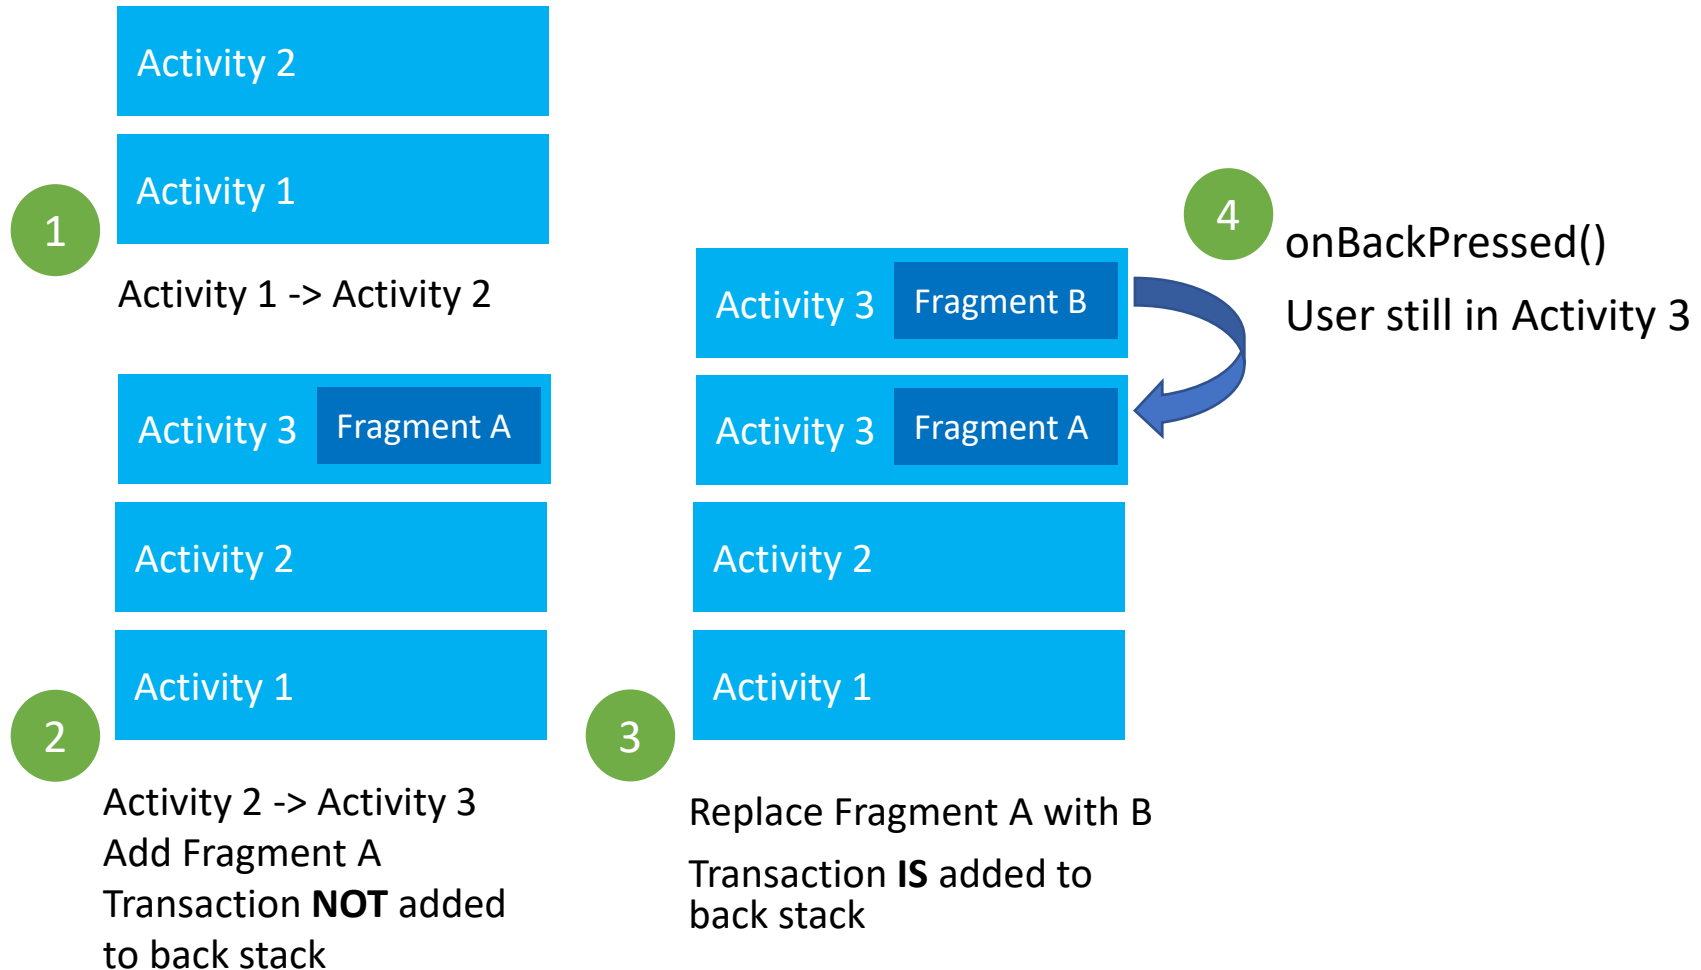 Activity 2
Activity 1
1
Activity 1 -> Activity 2
Activity 3
Fragment A
Activity 2
Activity 1
2
Activity 2 -> Activity 3
Add Fragment A
Transaction NOT added
to back stack
Activity 3
Fragment B
Activity 3
Fragment A
Activity 2
Activity 1
3
Replace Fragment A with B
Transaction IS added to
back stack
4
onBackPressed()
User still in Activity 3